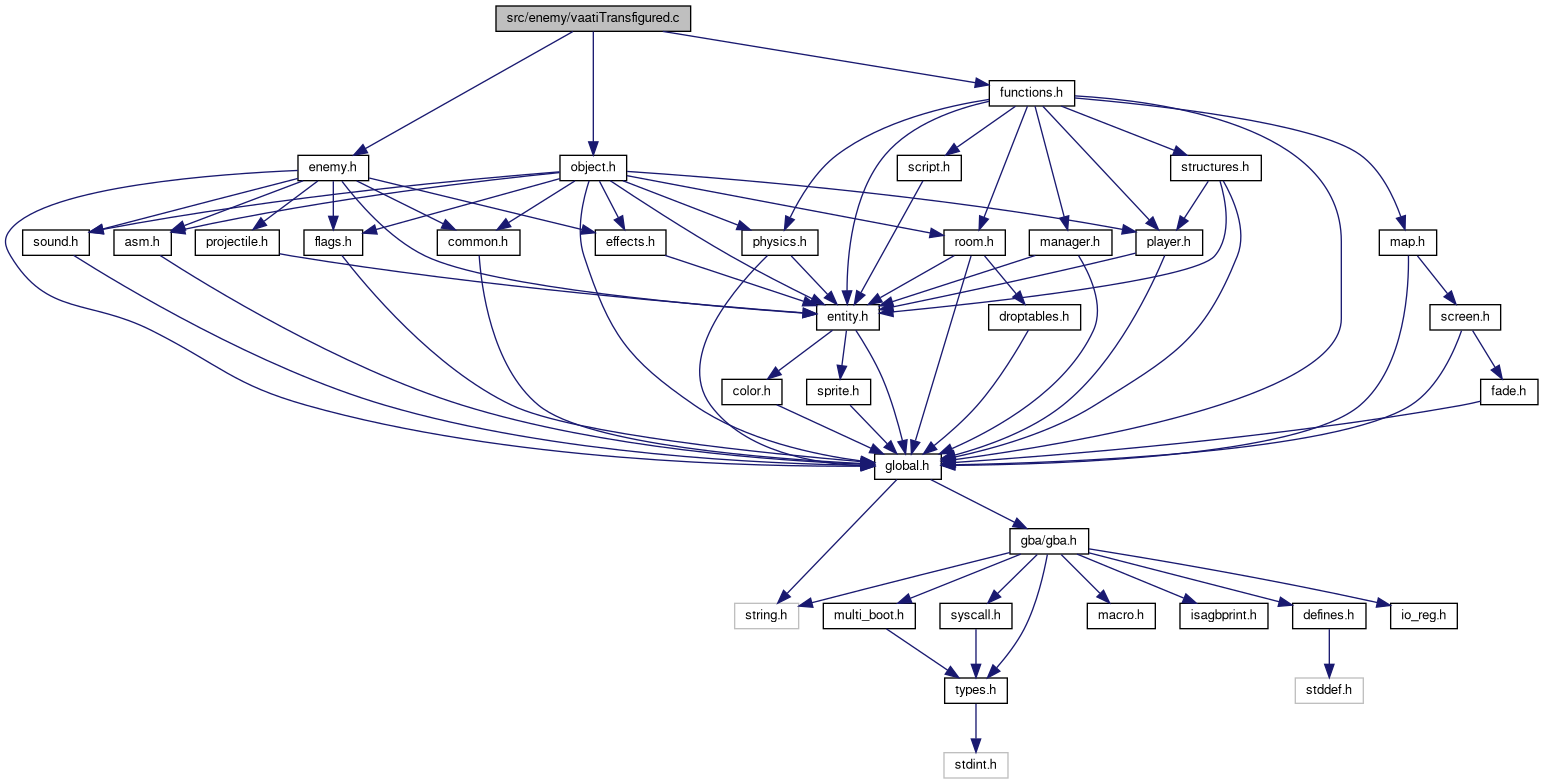 src/enemy/vaatiTransfigured.c
functions.h
enemy.h
object.h
script.h
structures.h
sound.h
asm.h
projectile.h
flags.h
common.h
effects.h
physics.h
room.h
manager.h
player.h
map.h
entity.h
droptables.h
screen.h
color.h
sprite.h
fade.h
global.h
gba/gba.h
string.h
multi_boot.h
syscall.h
macro.h
isagbprint.h
defines.h
io_reg.h
types.h
stddef.h
stdint.h